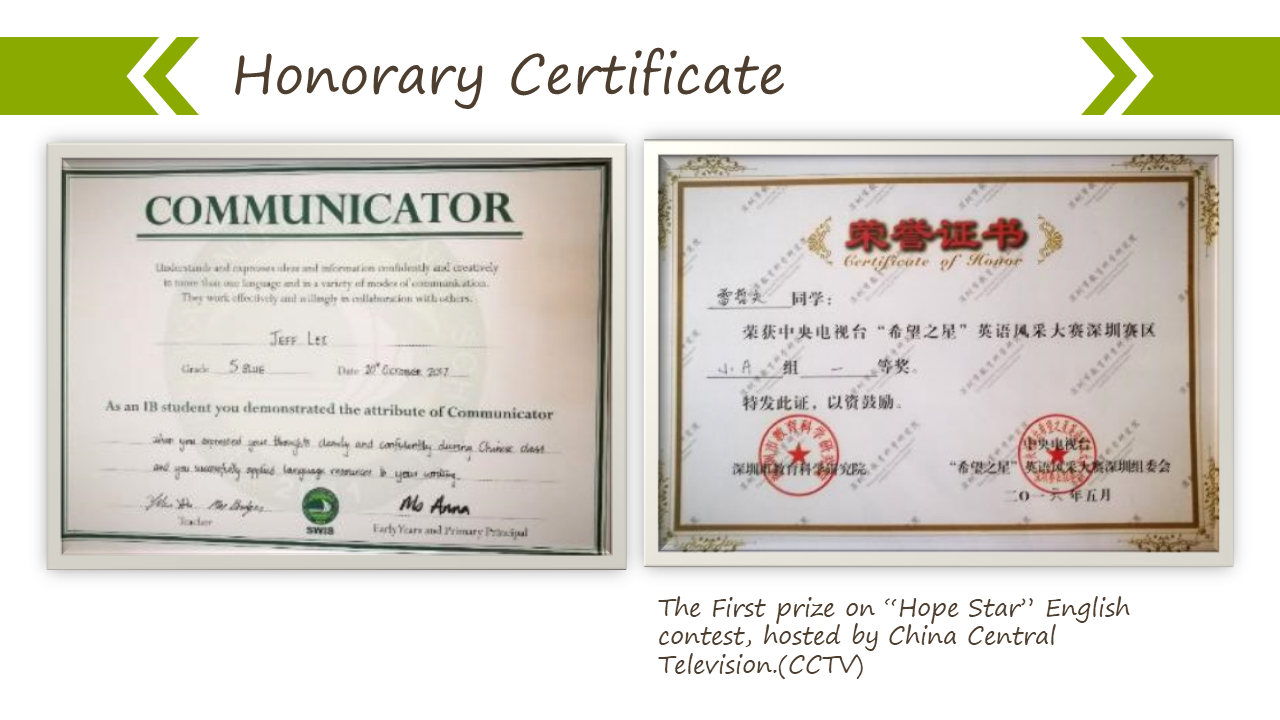 Honorary Certificate
COMMUNICATOR
Understands and expresses ideas and information confidently and creatively
in more than one language and in a variety of modes of communication.
They work effectively and willingly in collaboration with others.
JEFF LEE
Grade 5 BLUE Date 20th October 2017
As an IB student you demonstrated the attribute of Communicator
when you expressed your thoughts clearly and confidently during Chinese class
and you successfully applied language resources to your writing.
Ms Anna
Teacher SWIS Early Years and Primary Principal
荣誉证书
Certificate of Honor
雷哲文 同学：
荣获中央电视台“希望之星”英语风采大赛深圳赛区
小A 组 一 等奖。
特发此证，以资鼓励。
中央电视台
深圳市教育科学研究院 “希望之星”英语风采大赛深圳组委会
二〇一六年五月
The First prize on “Hope Star” English
contest, hosted by China Central
Television.(CCTV)